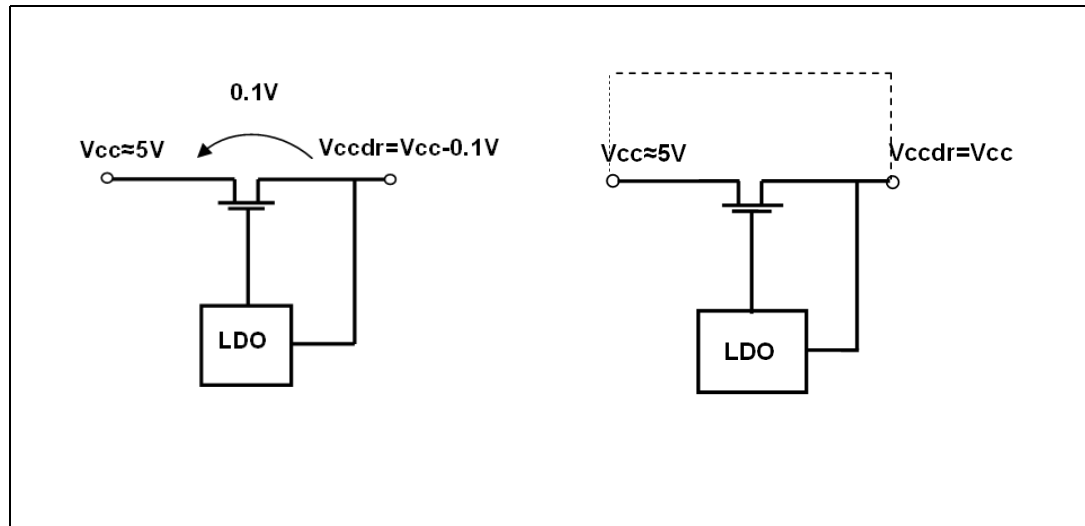 0.1V
Vcc≈5V
Vccdr=Vcc-0.1V
LDO
Vcc≈5V
Vccdr=Vcc
LDO